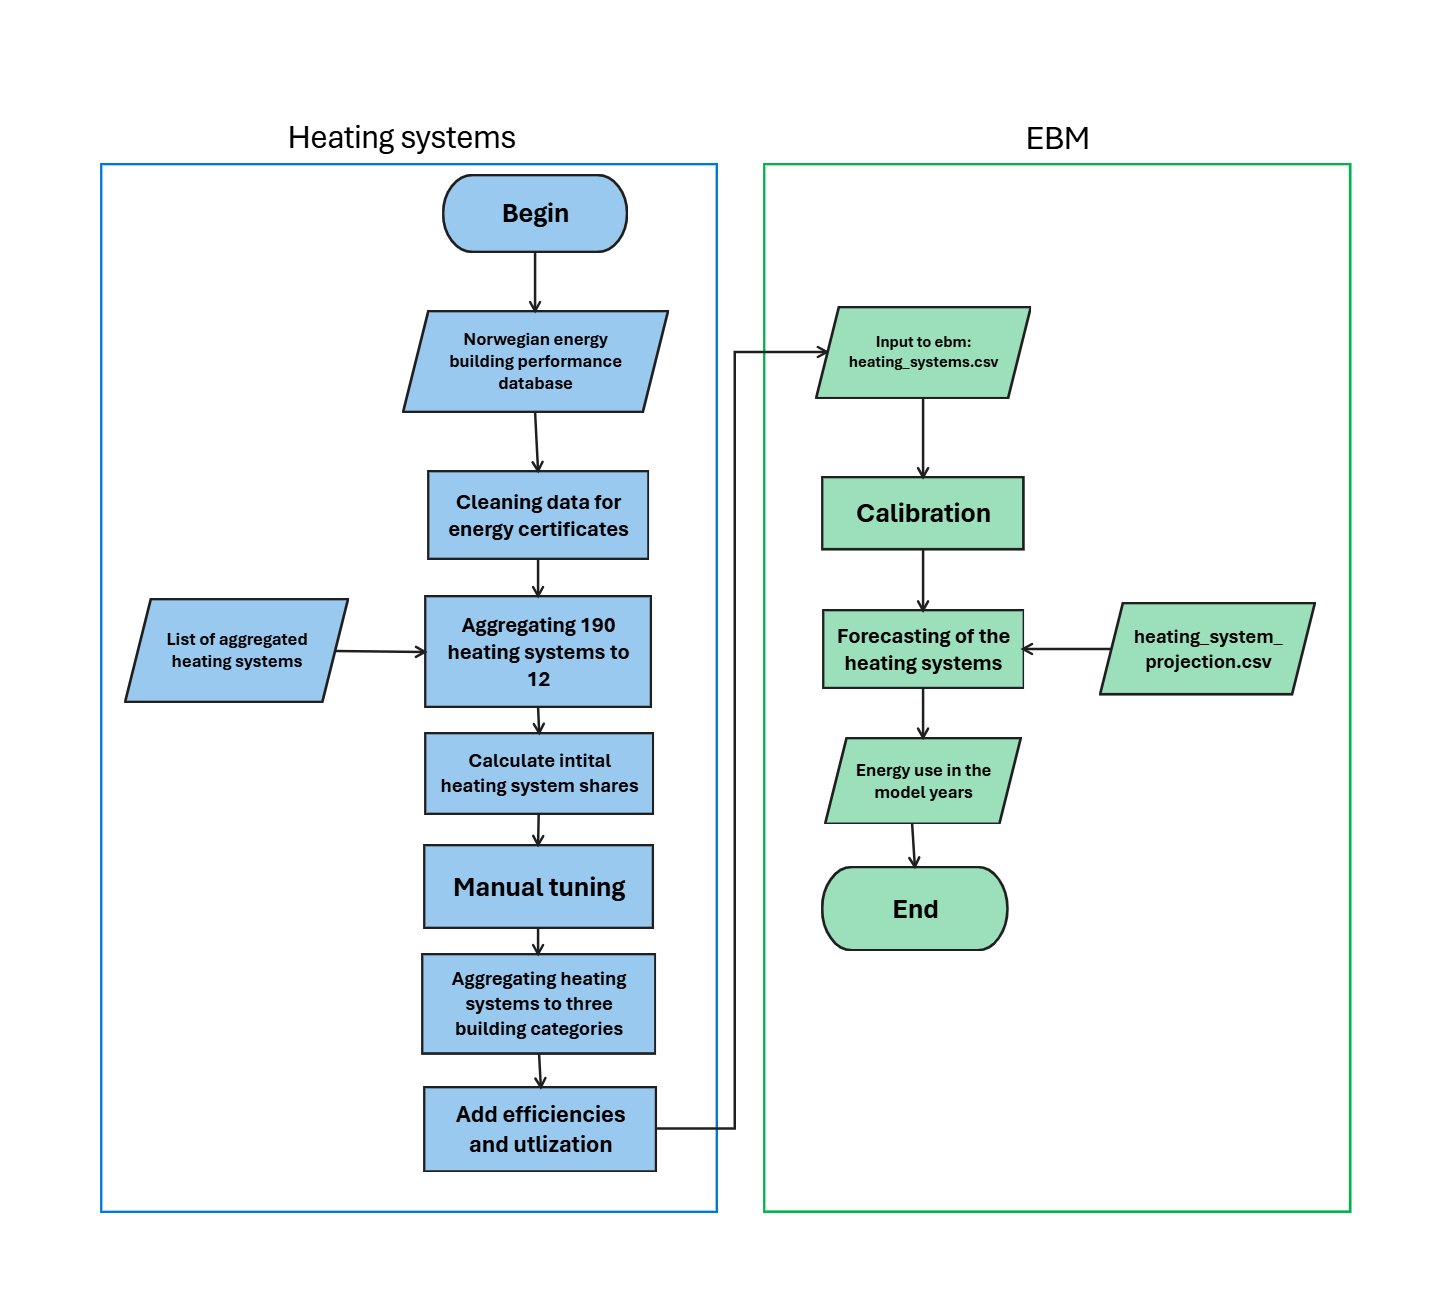 Heating systems
Begin
Norwegian energy
building performance
database
Cleaning data for
energy certificates
List of aggregated
heating systems
Aggregating 190
heating systems to
12
Calculate intital
heating system shares
Manual tuning
Aggregating heating
systems to three
building categories
Add efficiencies
and utlization
EBM
Input to ebm:
heating_systems.csv
Calibration
Forecasting of the
heating systems
heating_system_
projection.csv
Energy use in the
model years
End